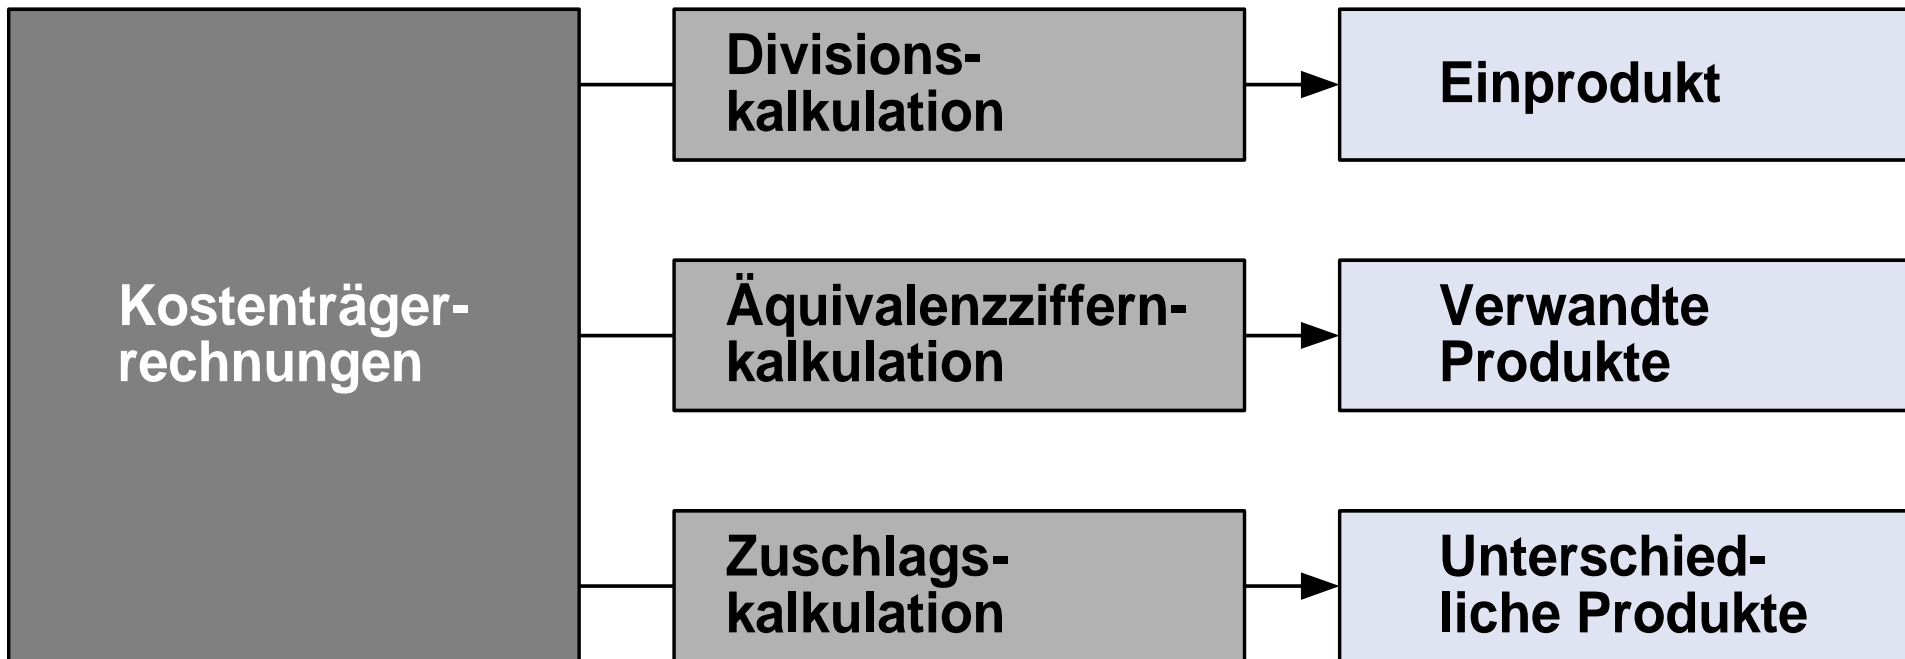 Kostenträger-
rechnungen
Divisions-
kalkulation
Einprodukt
Äquivalenzziffern-
kalkulation
Verwandte
Produkte
Zuschlags-
kalkulation
Unterschied-
liche Produkte